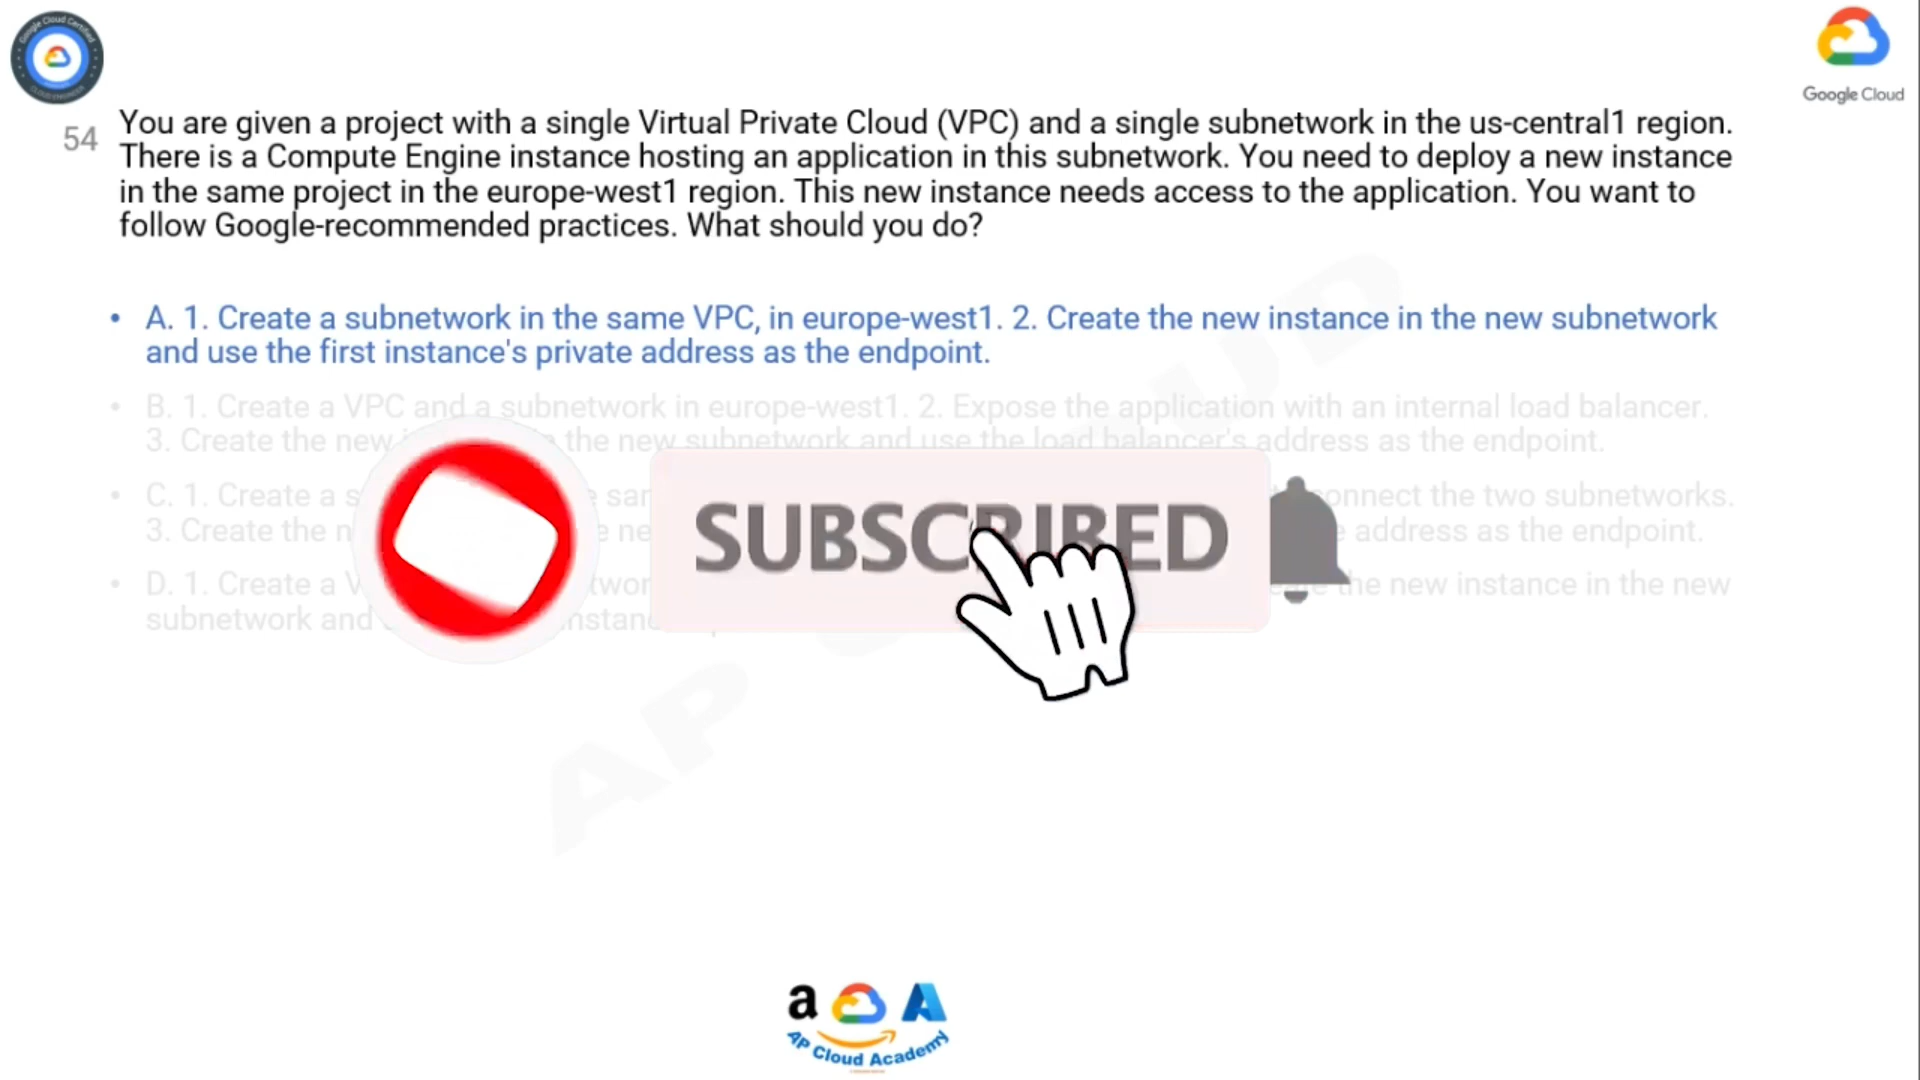 Google Cloud Certified
CLOUD ENGINEER
Google Cloud
54
You are given a project with a single Virtual Private Cloud (VPC) and a single subnetwork in the us-central1 region.
There is a Compute Engine instance hosting an application in this subnetwork. You need to deploy a new instance
in the same project in the europe-west1 region. This new instance needs access to the application. You want to
follow Google-recommended practices. What should you do?
• A. 1. Create a subnetwork in the same VPC, in europe-west1. 2. Create the new instance in the new subnetwork
and use the first instance's private address as the endpoint.
• B. 1. Create a VPC and a subnetwork in europe-west1. 2. Expose the application with an internal load balancer.
3. Create the new the new subnetwork and use the load balancer's address as the endpoint.
• C. 1. Create a connect the two subnetworks.
3. Create the address as the endpoint.
• D. 1. Create a the new instance in the new
subnetwork and
SUBSCRIBED
AP CLOUD
a
AP Cloud Academy